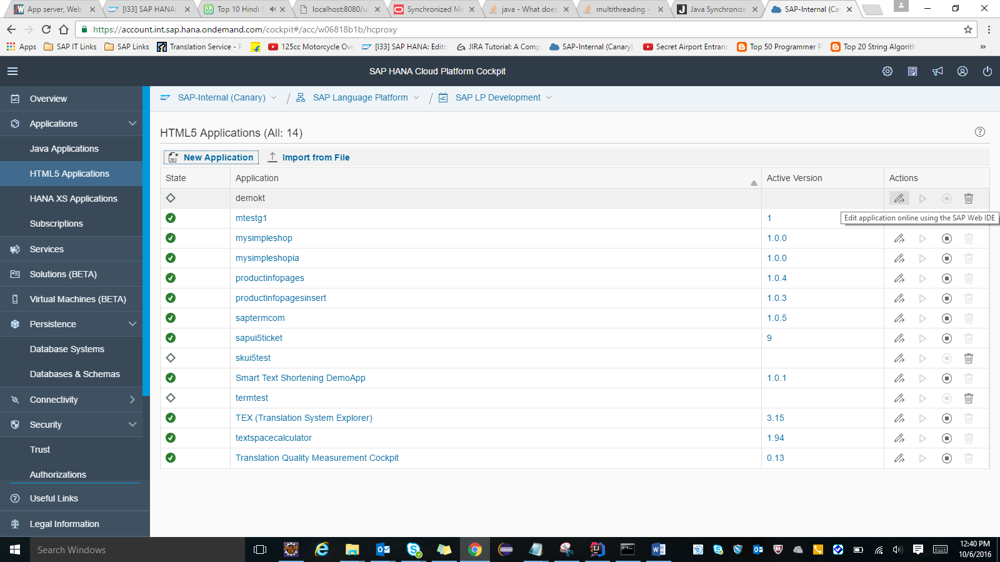 App server, Web
[I33] SAP HANA:
Top 10 Hindi S
localhost:8080/u
Synchronized Me
java - What does
multithreading -
Java Synchronize
SAP-Internal (Ca
https://account.int.sap.hana.ondemand.com/cockpit#/acc/w06818b1b/hcproxy
Apps
SAP IT Links
SAP Links
Translation Service - P
125cc Motorcycle Ove
[I33] SAP HANA: Edito
JIRA Tutorial: A Comp
SAP-Internal (Canary)
Secret Airport Entranc
Top 50 Programmer P
Top 20 String Algorith
»
SAP HANA Cloud Platform Cockpit
Overview
Applications
Java Applications
HTML5 Applications
HANA XS Applications
Subscriptions
Services
Solutions (BETA)
Virtual Machines (BETA)
Persistence
Database Systems
Databases & Schemas
Connectivity
Security
Trust
Authorizations
Useful Links
Legal Information
SAP-Internal (Canary) / SAP Language Platform / SAP LP Development
HTML5 Applications (All: 14)
New Application Import from File
State Application Active Version Actions
demokt
mtestg1 1
Edit application online using the SAP Web IDE
mysimpleshop 1.0.0
mysimpleshopia 1.0.0
productinfopages 1.0.4
productinfopagesinsert 1.0.3
saptermcom 1.0.5
sapui5ticket 9
skui5test
Smart Text Shortening DemoApp 1.0.1
termtest
TEX (Translation System Explorer) 3.15
textspacecalculator 1.94
Translation Quality Measurement Cockpit 0.13
Search Windows
12:40 PM
10/6/2016